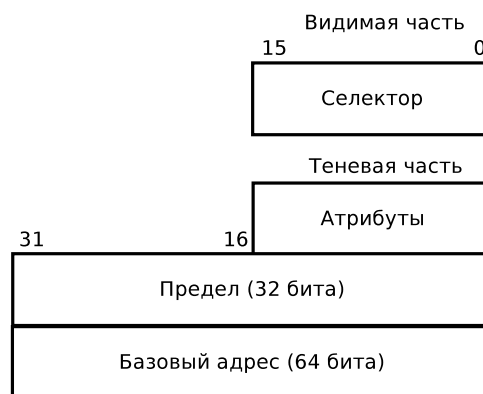 Видимая часть
15 0
Селектор
Теневая часть
Атрибуты
31 16
Предел (32 бита)
Базовый адрес (64 бита)